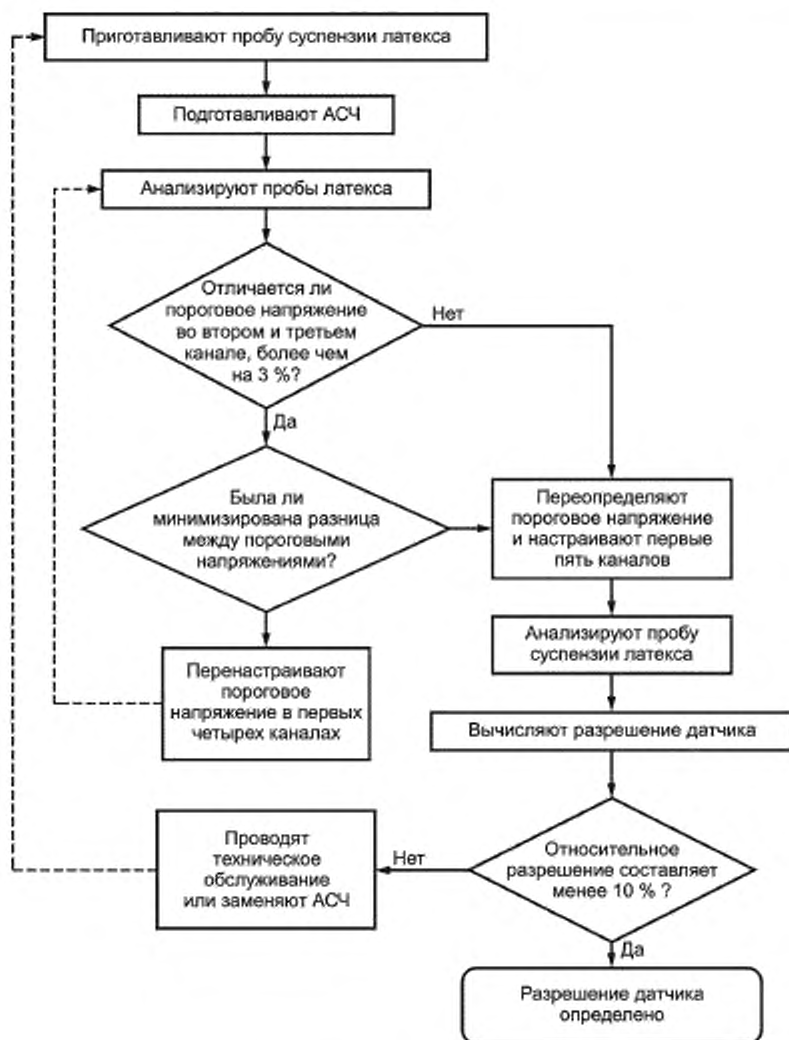 Приготавливают пробу суспензии латекса
Подготавливают АСЧ
Анализируют пробы латекса
Отличается ли
пороговое напряжение
во втором и третьем
канале, более чем
на 3 %?
Нет
Да
Была ли
минимизирована разница
между пороговыми
напряжениями?
Переопределяют
пороговое напряжение
и настраивают первые
пять каналов
Перенастраивают
пороговое
напряжение в первых
четырех каналах
Анализируют пробу
суспензии латекса
Вычисляют разрешение датчика
Относительное
разрешение составляет
менее 10 % ?
Нет
Проводят
техническое
обслуживание
или заменяют АСЧ
Да
Разрешение датчика
определено